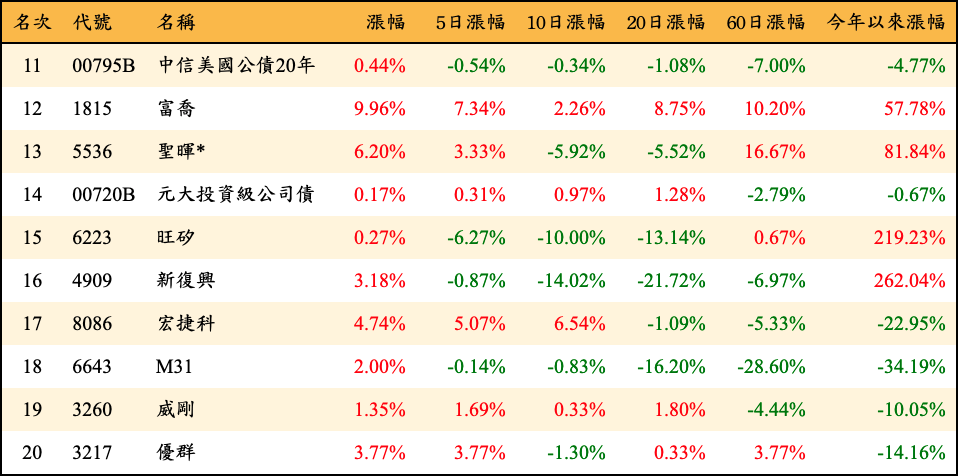 名次 代號 名稱 漲幅 5日漲幅 10日漲幅 20日漲幅 60日漲幅 今年以來漲幅
11 00795B 中信美國公債20年 0.44% -0.54% -0.34% -1.08% -7.00% -4.77%
12 1815 富喬 9.96% 7.34% 2.26% 8.75% 10.20% 57.78%
13 5536 聖暉* 6.20% 3.33% -5.92% -5.52% 16.67% 81.84%
14 00720B 元大投資級公司債 0.17% 0.31% 0.97% 1.28% -2.79% -0.67%
15 6223 旺矽 0.27% -6.27% -10.00% -13.14% 0.67% 219.23%
16 4909 新復興 3.18% -0.87% -14.02% -21.72% -6.97% 262.04%
17 8086 宏捷科 4.74% 5.07% 6.54% -1.09% -5.33% -22.95%
18 6643 M31 2.00% -0.14% -0.83% -16.20% -28.60% -34.19%
19 3260 威剛 1.35% 1.69% 0.33% 1.80% -4.44% -10.05%
20 3217 優群 3.77% 3.77% -1.30% 0.33% 3.77% -14.16%